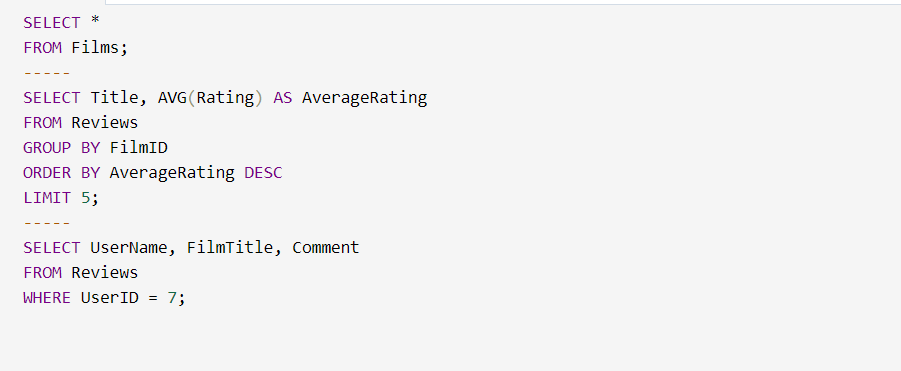 SELECT *
FROM Films;
-----
SELECT Title, AVG(Rating) AS AverageRating
FROM Reviews
GROUP BY FilmID
ORDER BY AverageRating DESC
LIMIT 5;
-----
SELECT UserName, FilmTitle, Comment
FROM Reviews
WHERE UserID = 7;